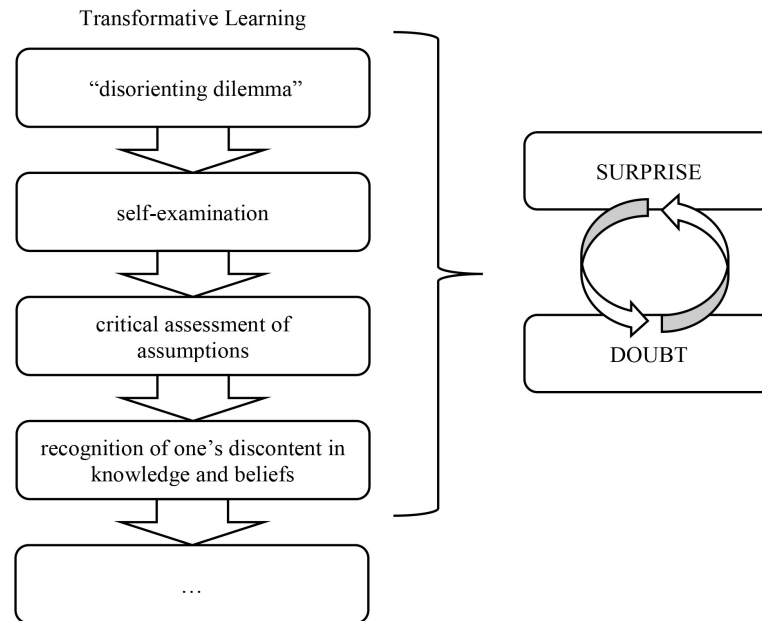 Transformative Learning
“disorienting dilemma”
self-examination
critical assessment of
assumptions
recognition of one’s discontent in
knowledge and beliefs
…
SURPRISE
DOUBT